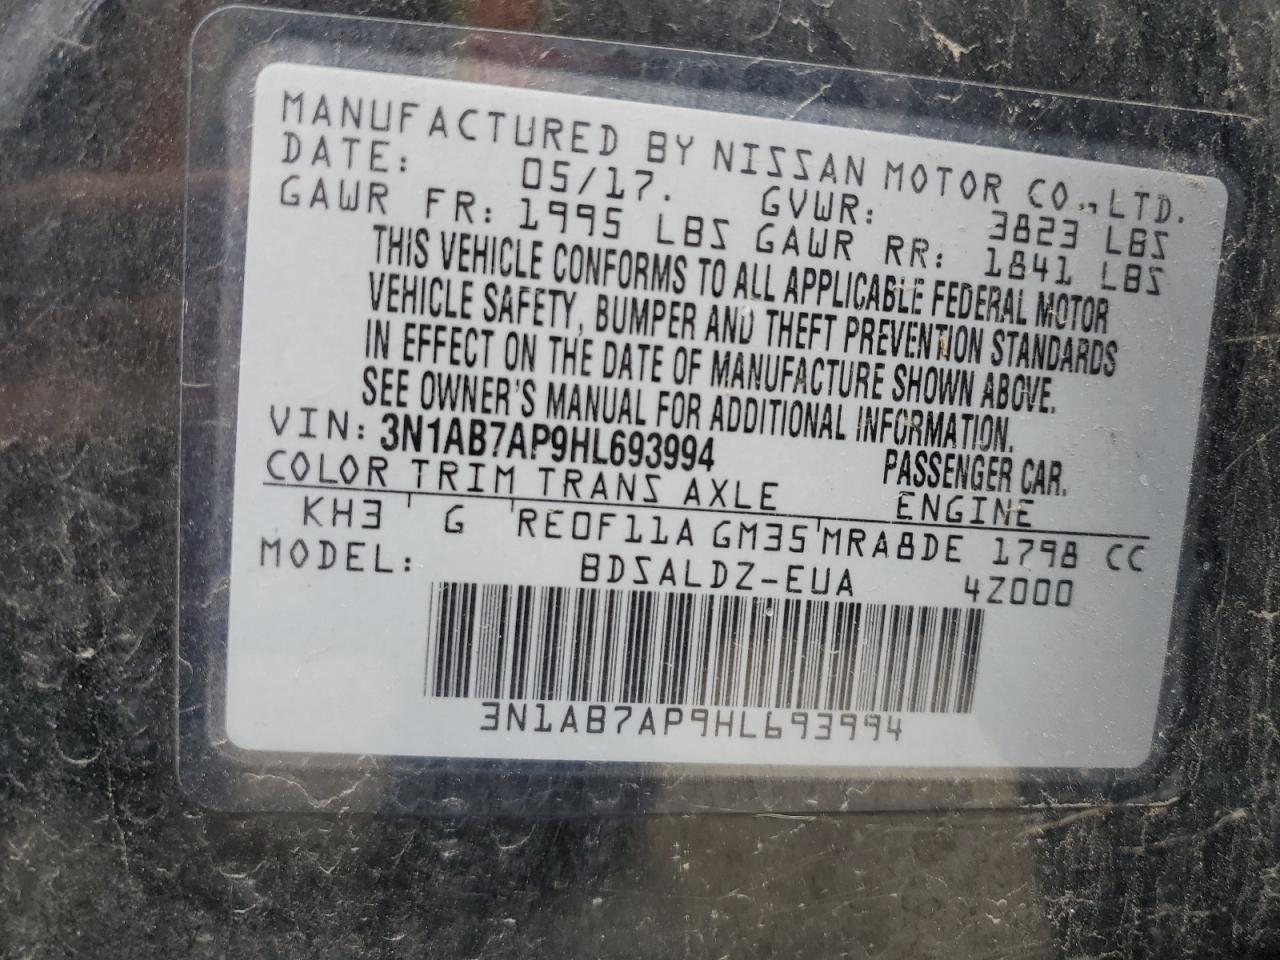 MANUFACTURED BY NISSAN MOTOR CO.,LTD.
DATE: 05/17. GVWR: 3823 LBS
GAWR FR: 1995 LBS GAWR RR: 1841 LBS
THIS VEHICLE CONFORMS TO ALL APPLICABLE FEDERAL MOTOR
VEHICLE SAFETY, BUMPER AND THEFT PREVENTION STANDARDS
IN EFFECT ON THE DATE OF MANUFACTURE SHOWN ABOVE.
SEE OWNER'S MANUAL FOR ADDITIONAL INFORMATION.
VIN: 3N1AB7AP9HL693994 PASSENGER CAR.
COLOR TRIM TRANS AXLE ENGINE
KH3 G RE0F11A GM35 MRA8DE 1798 CC
MODEL: BDSALDZ-EUA 4Z000
3N1AB7AP9HL693994